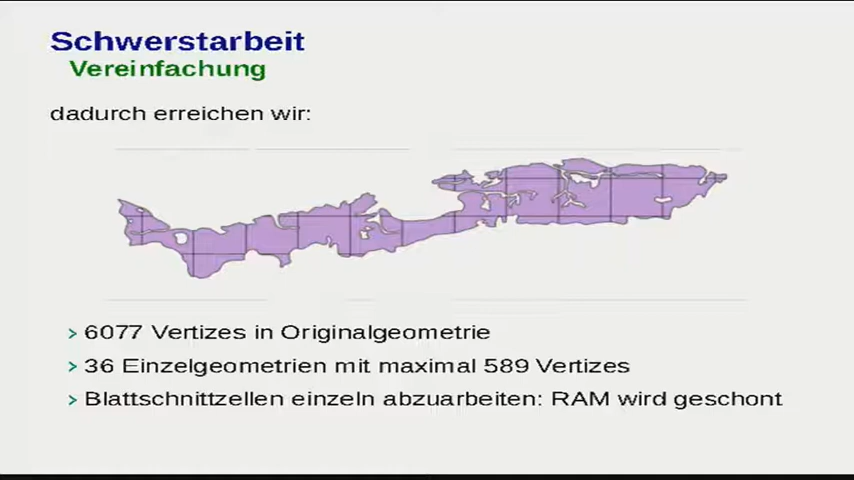 Schwerstarbeit
Vereinfachung
dadurch erreichen wir:
> 6077 Vertizes in Originalgeometrie
> 36 Einzelgeometrien mit maximal 589 Vertizes
> Blattschnittzellen einzeln abzuarbeiten: RAM wird geschont